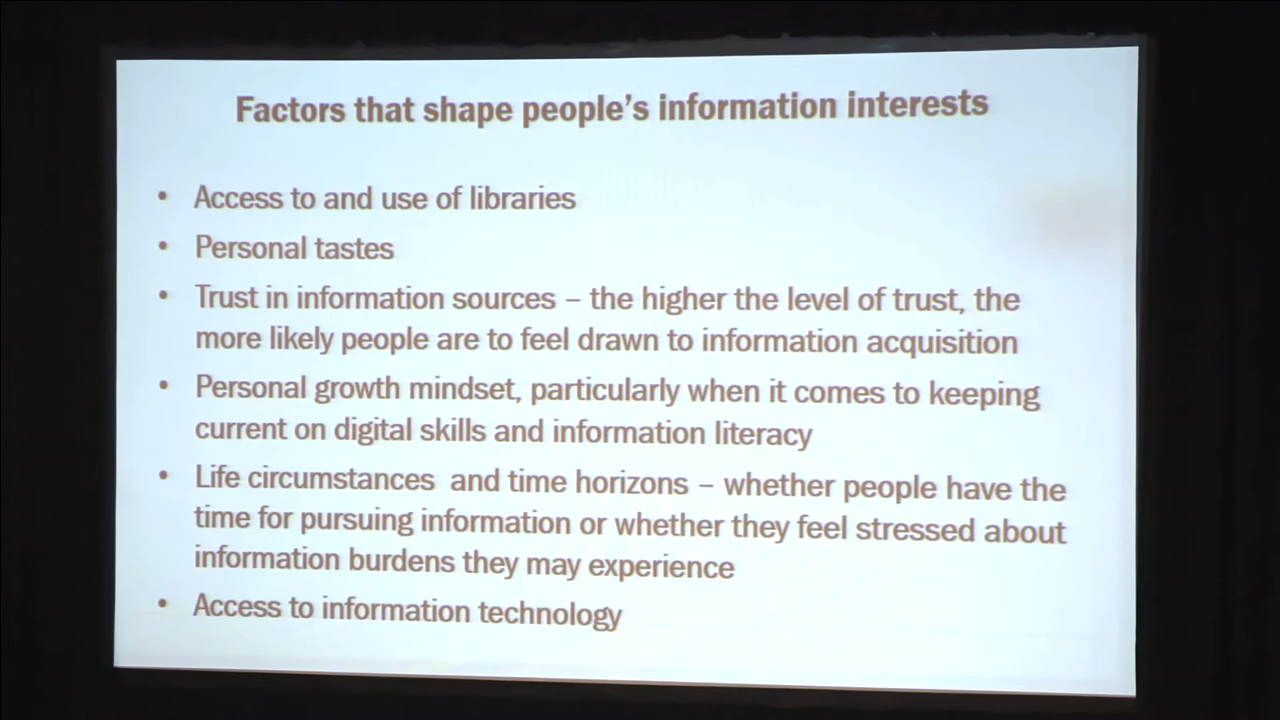 Factors that shape people’s information interests
• Access to and use of libraries
• Personal tastes
• Trust in information sources – the higher the level of trust, the
more likely people are to feel drawn to information acquisition
• Personal growth mindset, particularly when it comes to keeping
current on digital skills and information literacy
• Life circumstances  and time horizons – whether people have the
time for pursuing information or whether they feel stressed about
information burdens they may experience
• Access to information technology